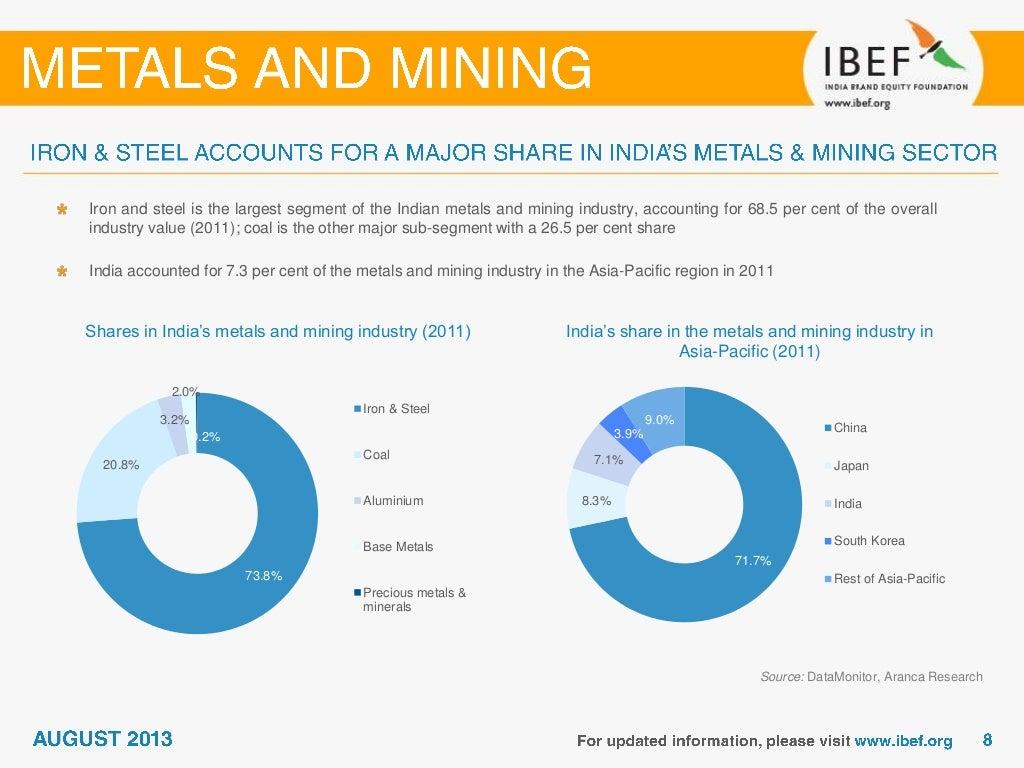 METALS AND MINING
IBEF
INDIA BRAND EQUITY FOUNDATION
www.ibef.org
IRON & STEEL ACCOUNTS FOR A MAJOR SHARE IN INDIA'S METALS & MINING SECTOR
Iron and steel is the largest segment of the Indian metals and mining industry, accounting for 68.5 per cent of the overall
industry value (2011); coal is the other major sub-segment with a 26.5 per cent share
India accounted for 7.3 per cent of the metals and mining industry in the Asia-Pacific region in 2011
Shares in India's metals and mining industry (2011)
2.0%
3.2%
.2%
20.8%
73.8%
Iron & Steel
Coal
Aluminium
Base Metals
Precious metals &
minerals
India's share in the metals and mining industry in
Asia-Pacific (2011)
9.0%
3.9%
7.1%
8.3%
71.7%
China
Japan
India
South Korea
Rest of Asia-Pacific
Source: DataMonitor, Aranca Research
AUGUST 2013
For updated information, please visit www.ibef.org
8